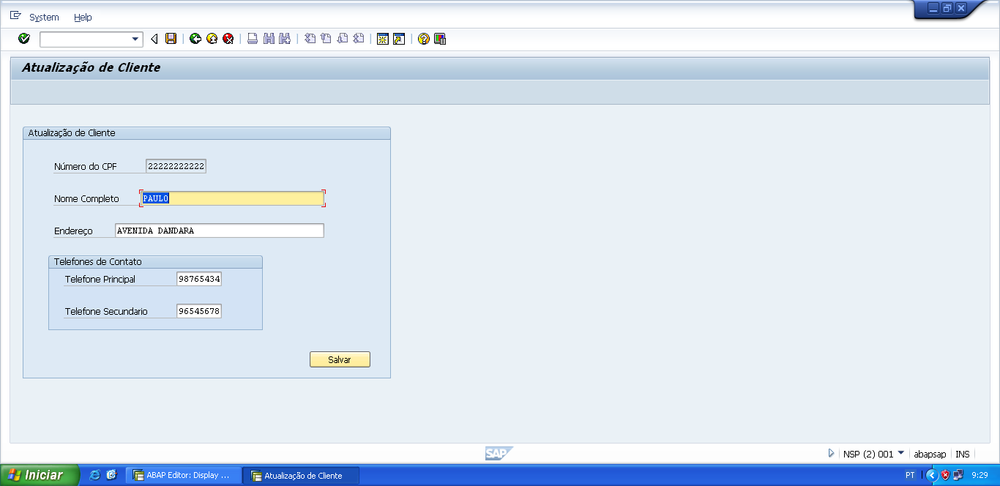 System Help
Atualização de Cliente
Atualização de Cliente
Número do CPF 22222222222
Nome Completo PAULO
Endereço AVENIDA DANDARA
Telefones de Contato
Telefone Principal 98765434
Telefone Secundario 96545678
Salvar
SAP
NSP (2) 001 abapsap INS
Iniciar ABAP Editor: Display ... Atualização de Cliente PT 9:29